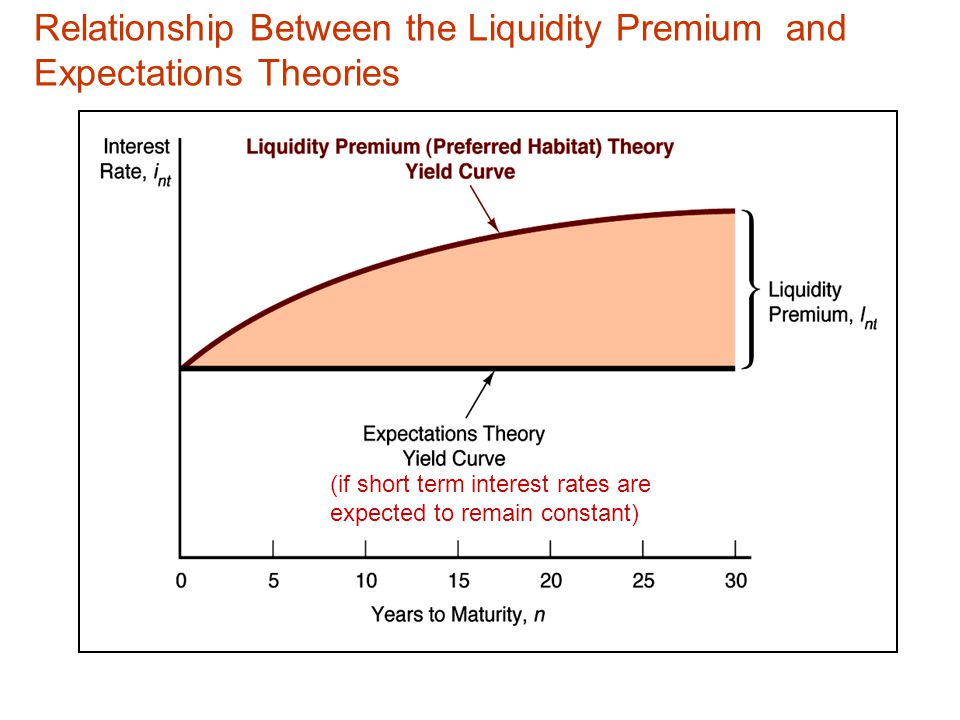 Relationship Between the Liquidity Premium and
Expectations Theories
Interest
Rate, int
Liquidity Premium (Preferred Habitat) Theory
Yield Curve
Liquidity
Premium, lnt
Expectations Theory
Yield Curve
(if short term interest rates are
expected to remain constant)
0 5 10 15 20 25 30
Years to Maturity, n